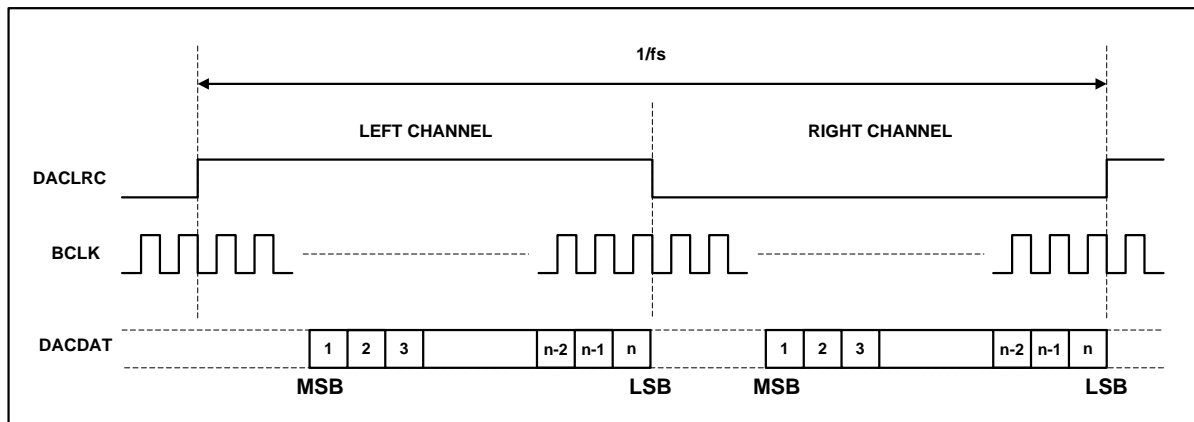 1/fs
LEFT CHANNEL RIGHT CHANNEL
DACLRC
BCLK
DACDAT
1 2 3 n-2 n-1 n 1 2 3 n-2 n-1 n
MSB LSB MSB LSB